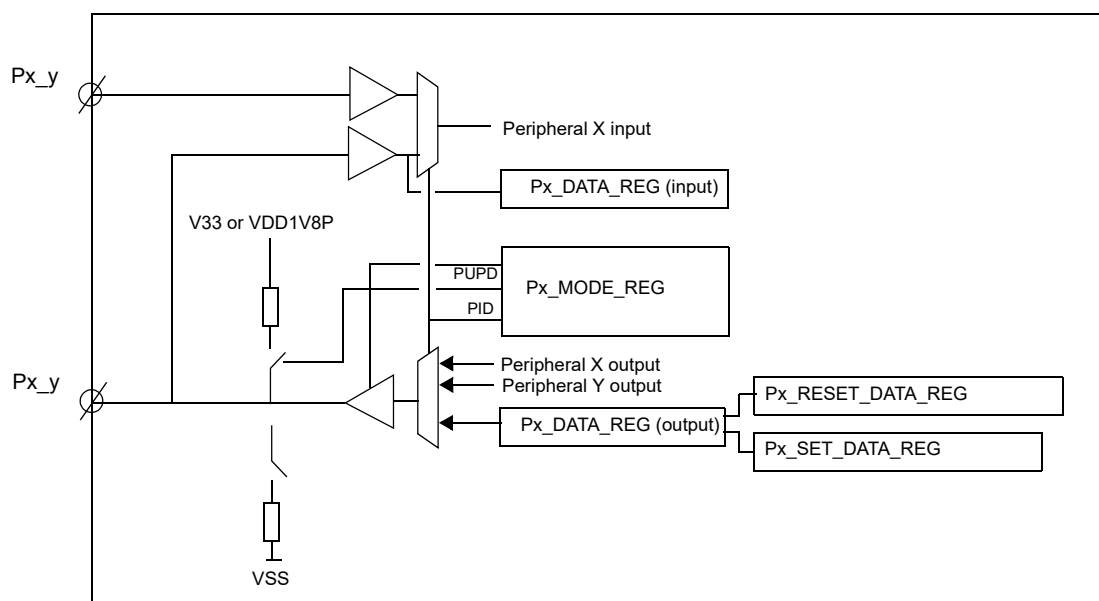 Px_y
Peripheral X input
Px_DATA_REG (input)
V33 or VDD1V8P
PUPD
Px_MODE_REG
PID
Peripheral X output
Px_y
Peripheral Y output
Px_RESET_DATA_REG
Px_DATA_REG (output)
Px_SET_DATA_REG
VSS